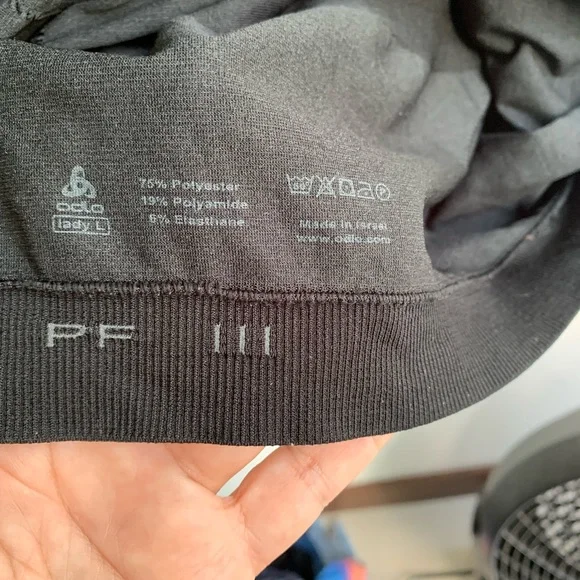 odlo
lady L
75% Polyester
19% Polyamide
6% Elasthane
Made in Israel
www.odlo.com
PF III